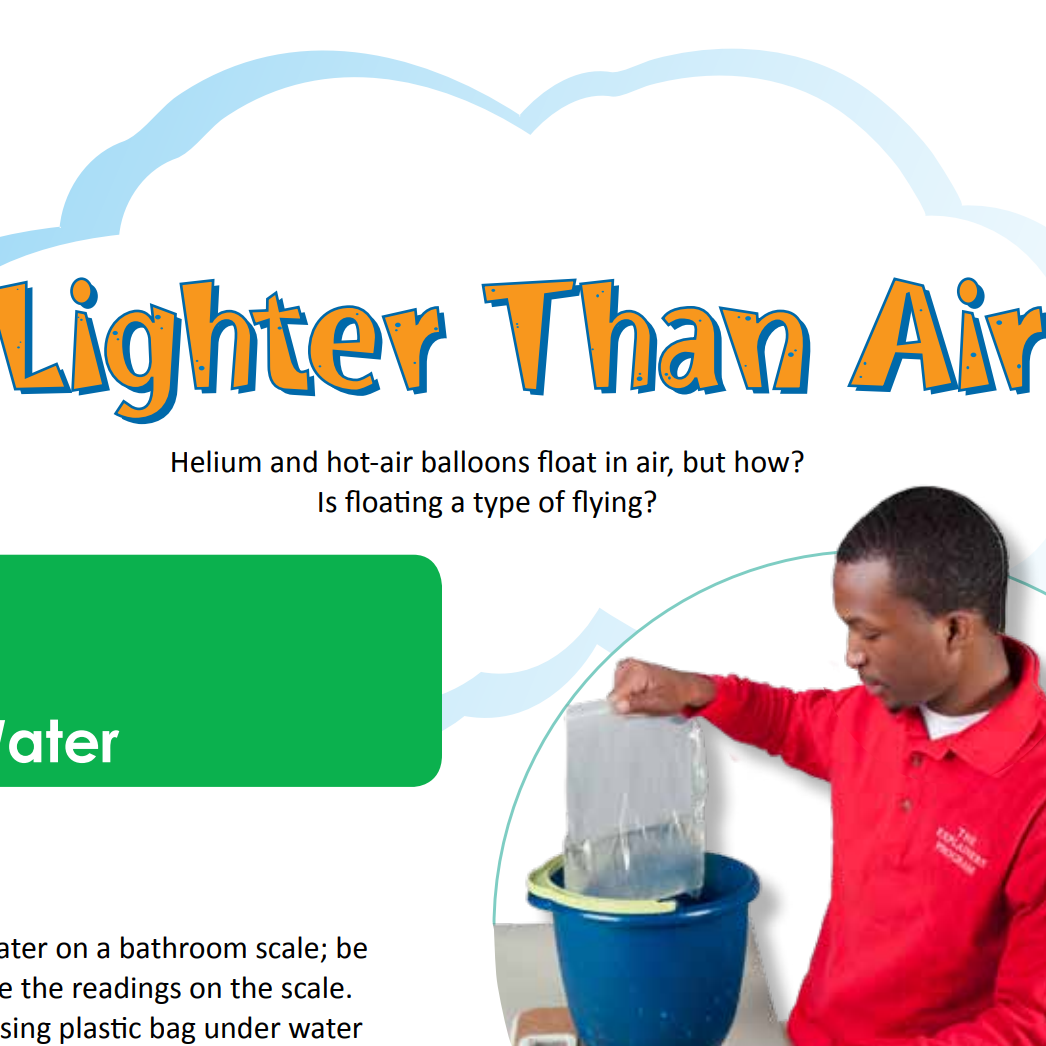 Lighter Than Air
Helium and hot-air balloons float in air, but how?
Is floating a type of flying?
Water
THE
EXPLAINERS
PROGRAM
ater on a bathroom scale; be
e the readings on the scale.
sing plastic bag under water